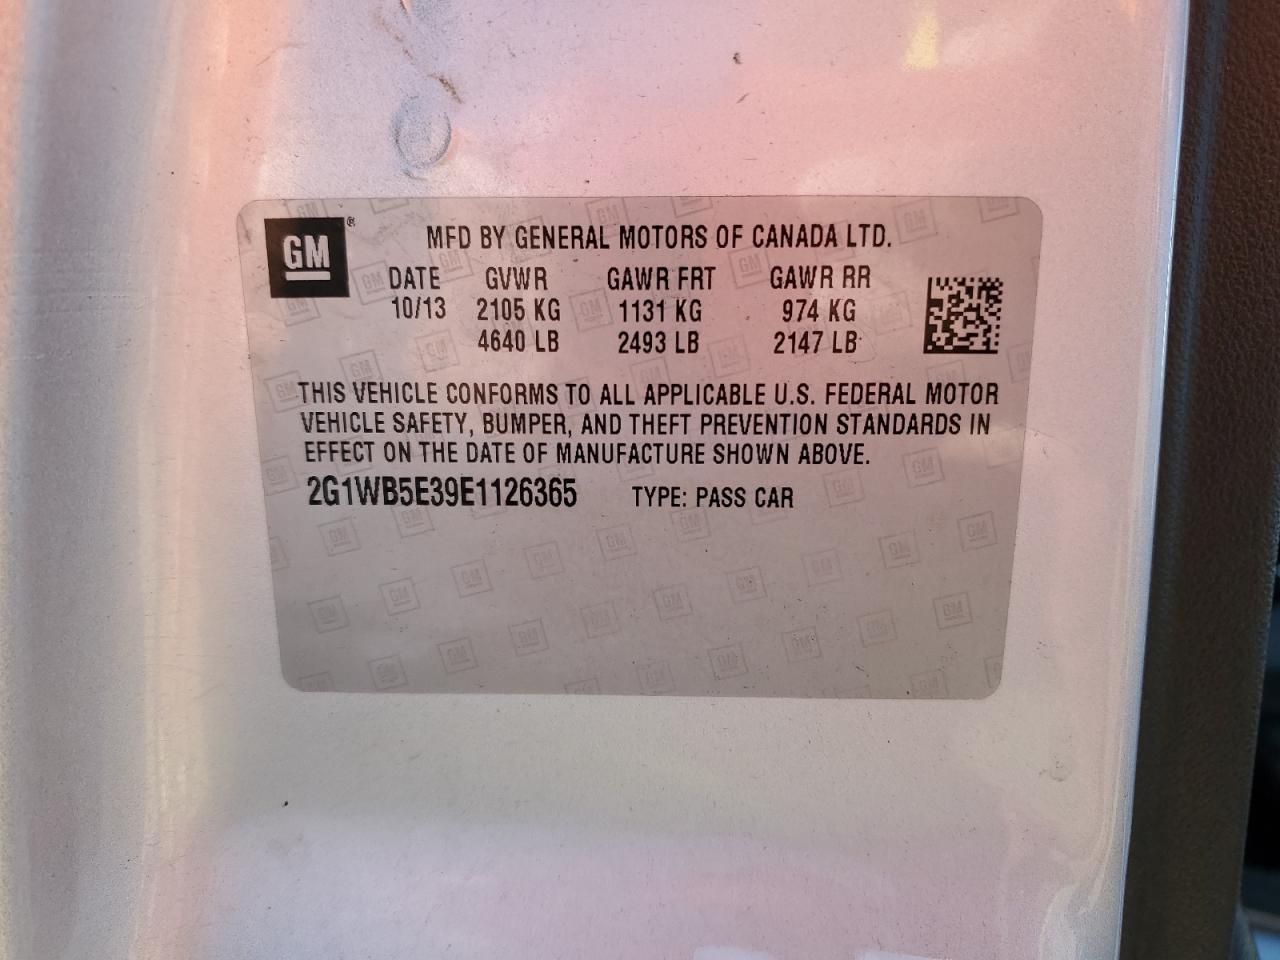 GM®
MFD BY GENERAL MOTORS OF CANADA LTD.
DATE GVWR GAWR FRT GAWR RR
10/13 2105 KG 1131 KG 974 KG
4640 LB 2493 LB 2147 LB
THIS VEHICLE CONFORMS TO ALL APPLICABLE U.S. FEDERAL MOTOR
VEHICLE SAFETY, BUMPER, AND THEFT PREVENTION STANDARDS IN
EFFECT ON THE DATE OF MANUFACTURE SHOWN ABOVE.
2G1WB5E39E1126365 TYPE: PASS CAR